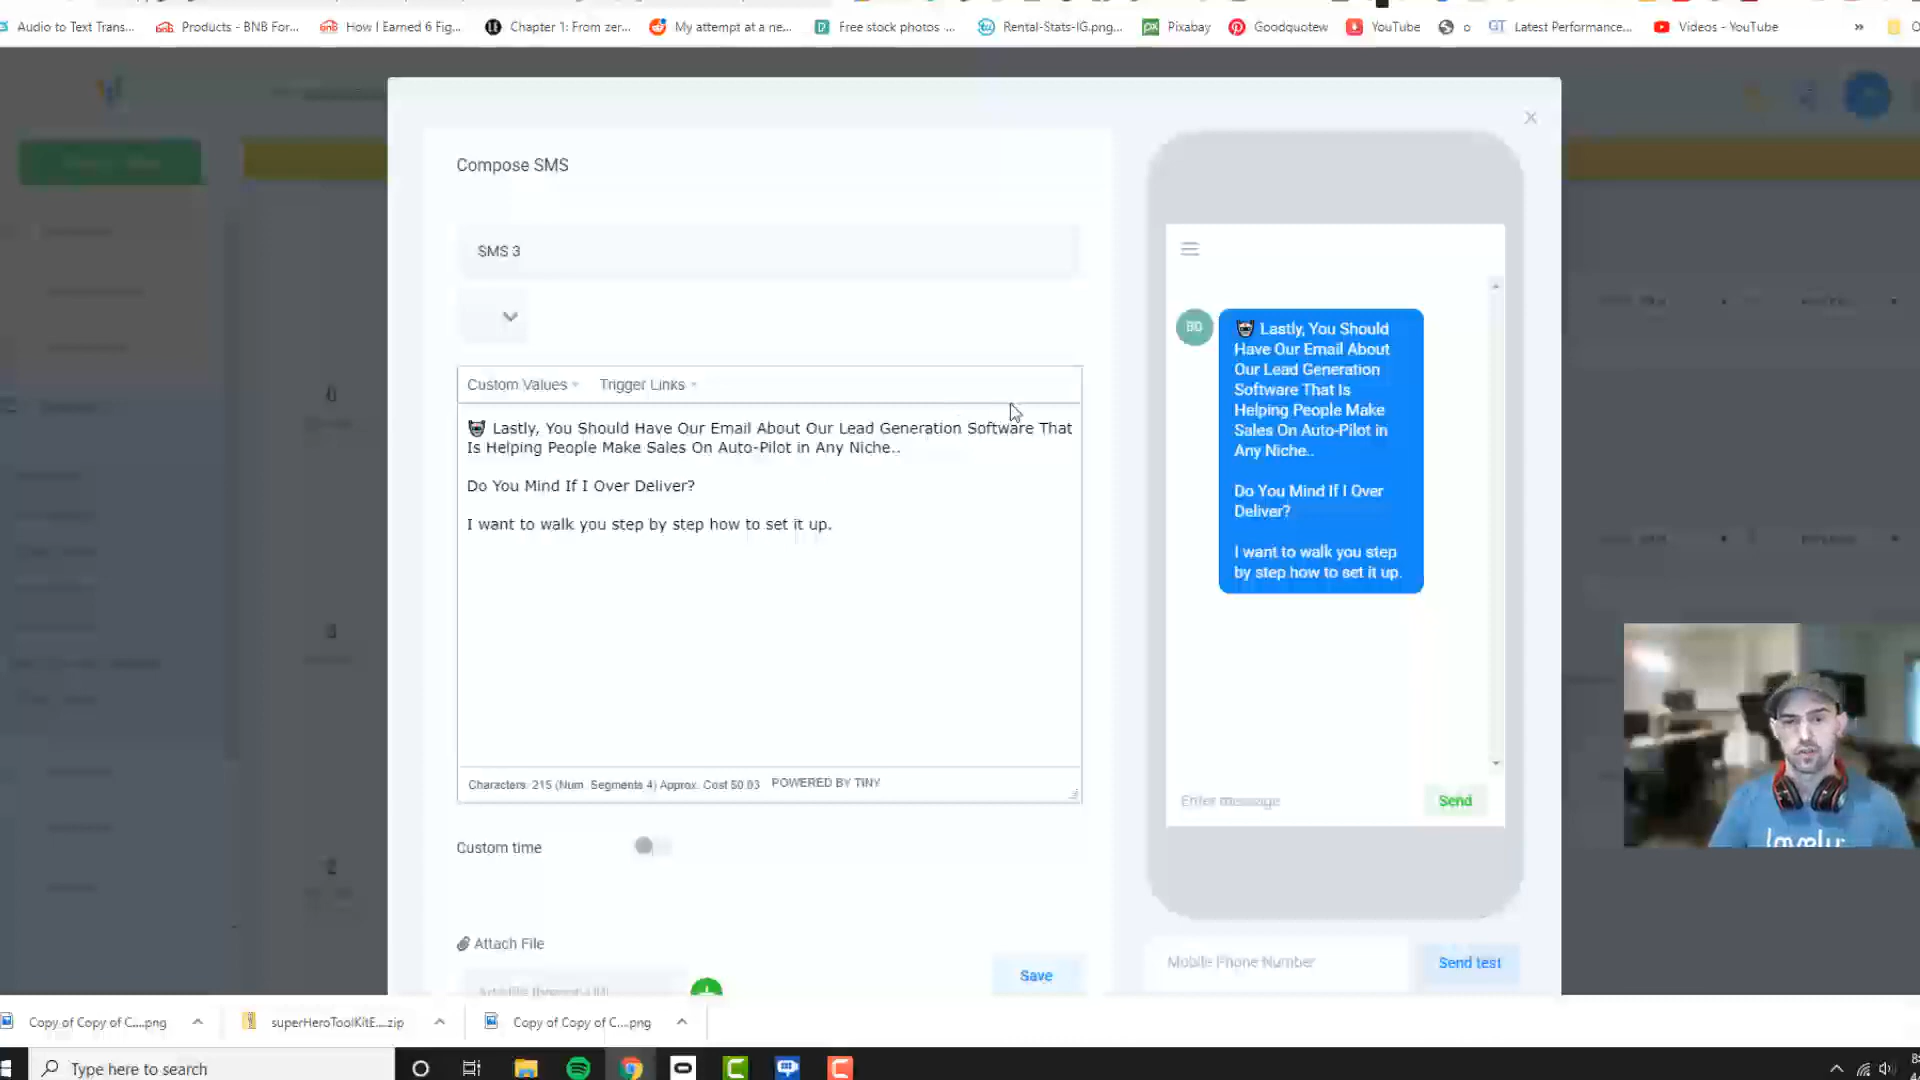 Audio to Text Trans...
Products - BNB For...
How I Earned 6 Fig...
Chapter 1: From zer...
My attempt at a ne...
Free stock photos ...
Rental-Stats-IG.png...
Pixabay
Goodquotew
YouTube
o
Latest Performance...
Videos - YouTube
»
Compose SMS
SMS 3
Custom Values
Trigger Links
Lastly, You Should Have Our Email About Our Lead Generation Software That
Is Helping People Make Sales On Auto-Pilot in Any Niche..
Do You Mind If I Over Deliver?
I want to walk you step by step how to set it up.
Characters: 215 (Num. Segments 4) Approx. Cost $0.03
POWERED BY TINY
Custom time
Attach File
Save
Lastly, You Should
Have Our Email About
Our Lead Generation
Software That Is
Helping People Make
Sales On Auto-Pilot in
Any Niche..
Do You Mind If I Over
Deliver?
I want to walk you step
by step how to set it up.
Enter message
Send
Mobile Phone Number
Send test
lovely
Copy of Copy of C....png
superHeroToolKitE....zip
Copy of Copy of C....png
Type here to search